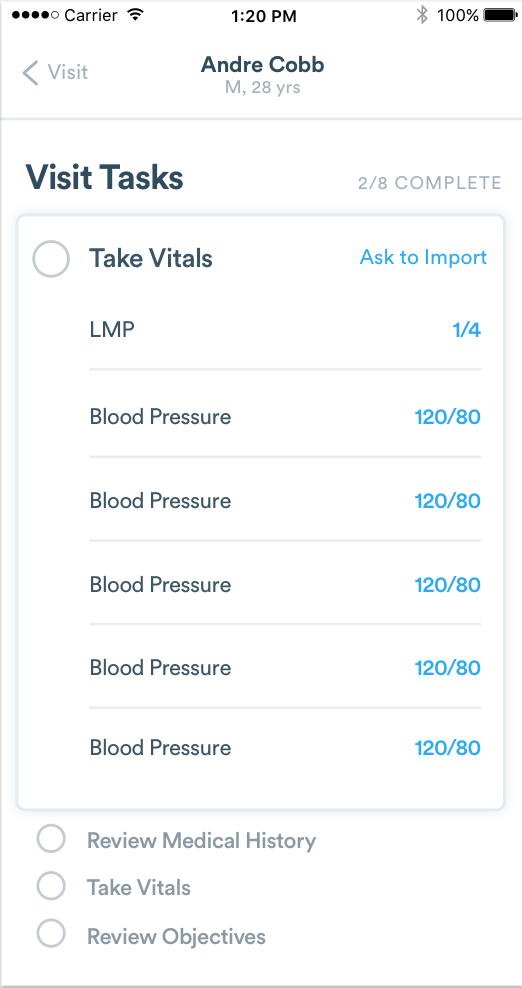 Carrier 1:20 PM 100%
Visit
Andre Cobb
M, 28 yrs
Visit Tasks 2/8 COMPLETE
Take Vitals Ask to Import
LMP 1/4
Blood Pressure 120/80
Blood Pressure 120/80
Blood Pressure 120/80
Blood Pressure 120/80
Blood Pressure 120/80
Review Medical History
Take Vitals
Review Objectives